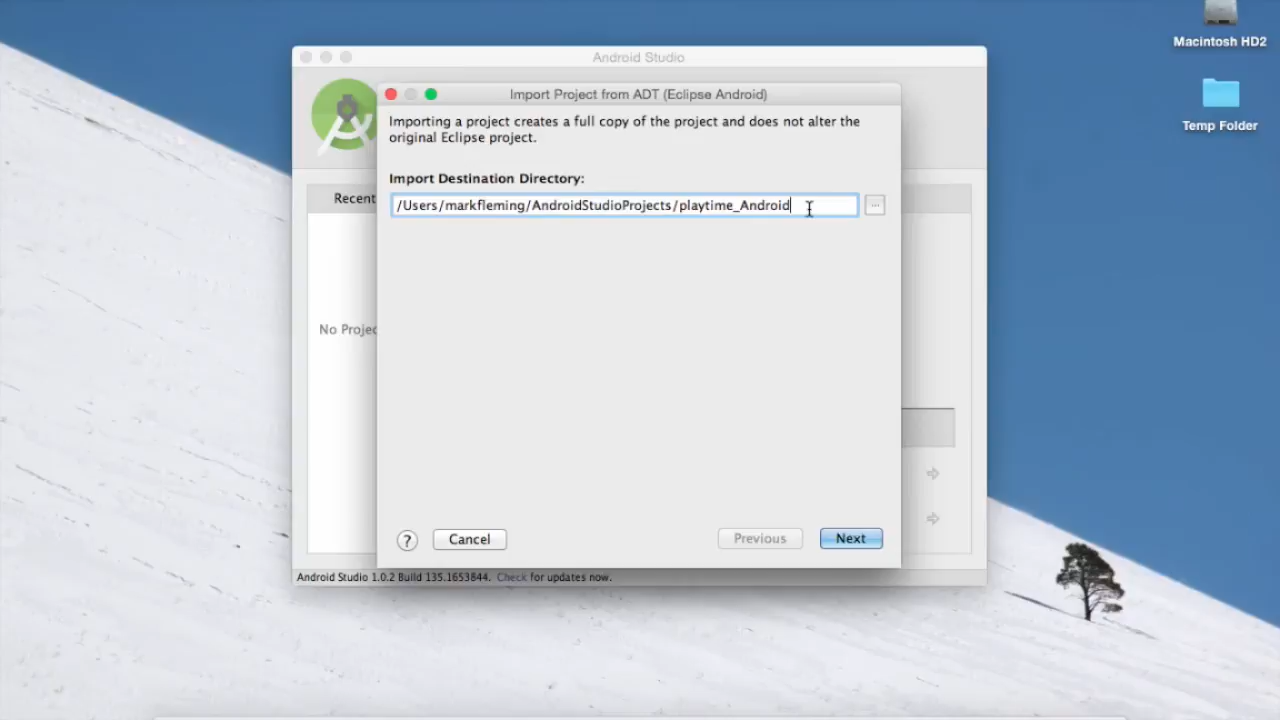 Macintosh HD2
Temp Folder
Android Studio
Import Project from ADT (Eclipse Android)
Importing a project creates a full copy of the project and does not alter the
original Eclipse project.
Import Destination Directory:
/Users/markfleming/AndroidStudioProjects/playtime_Android
...
Recent
No Projec
?
Cancel
Previous
Next
Android Studio 1.0.2 Build 135.1653844. Check for updates now.